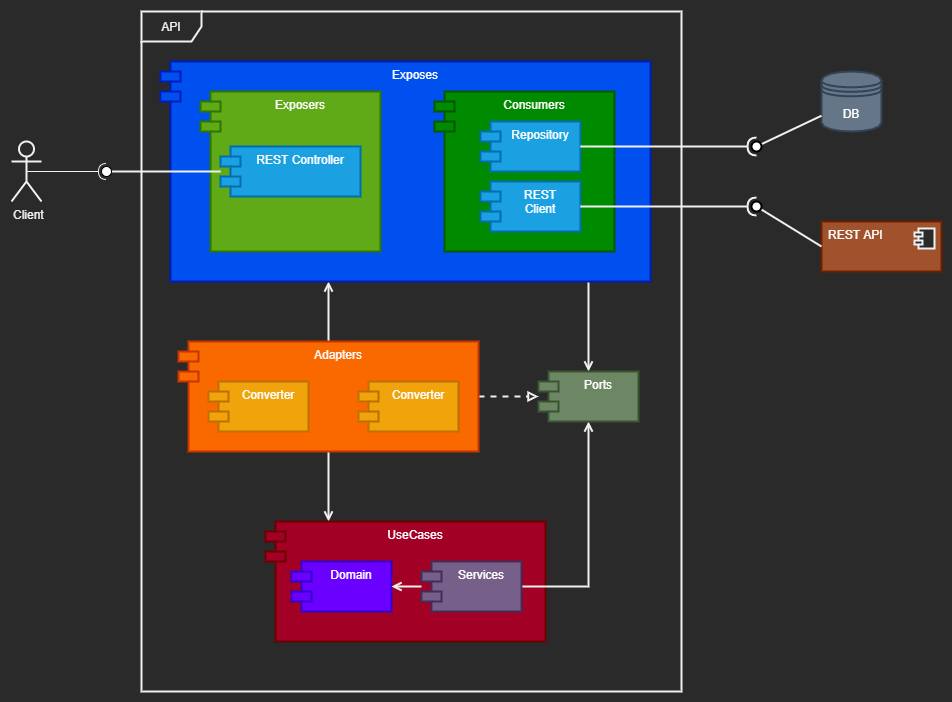 API
Exposes
Exposers
Consumers
REST Controller
Repository
REST
Client
DB
Client
REST API
Adapters
Converter
Converter
Ports
UseCases
Domain
Services